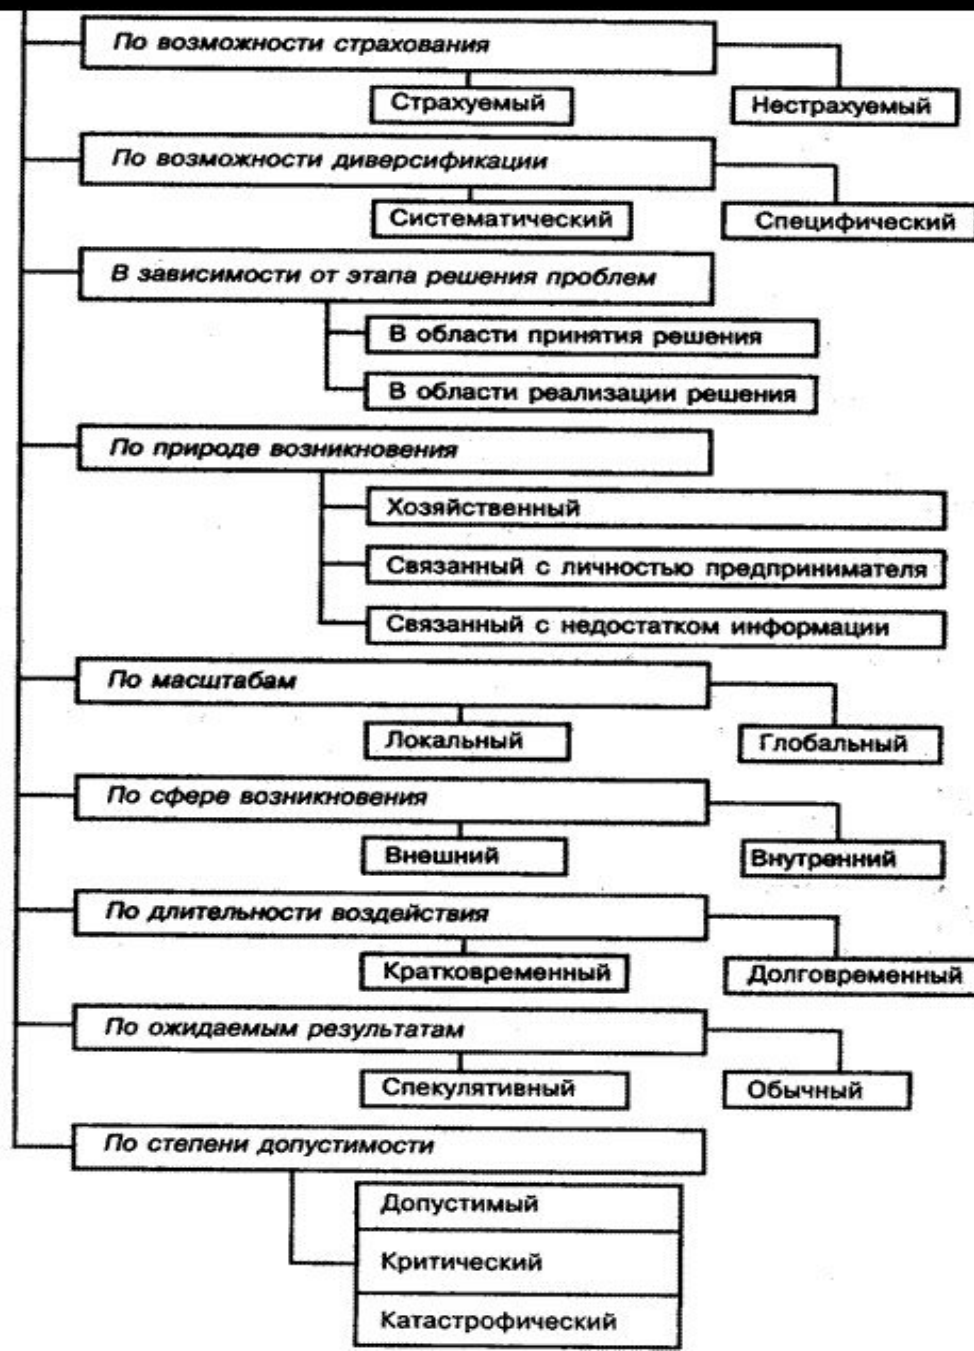 По возможности страхования
Страхуемый
Нестрахуемый
По возможности диверсификации
Систематический
Специфический
В зависимости от этапа решения проблем
В области принятия решения
В области реализации решения
По природе возникновения
Хозяйственный
Связанный с личностью предпринимателя
Связанный с недостатком информации
По масштабам
Локальный
Глобальный
По сфере возникновения
Внешний
Внутренний
По длительности воздействия
Кратковременный
Долговременный
По ожидаемым результатам
Спекулятивный
Обычный
По степени допустимости
Допустимый
Критический
Катастрофический